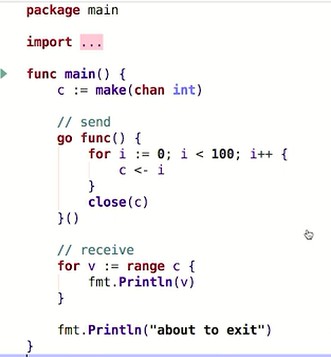 package main
import ...
func main() {
c := make(chan int)
// send
go func() {
for i := 0; i < 100; i++ {
c <- i
}
close(c)
}()
// receive
for v := range c {
fmt.Println(v)
}
fmt.Println("about to exit")
}